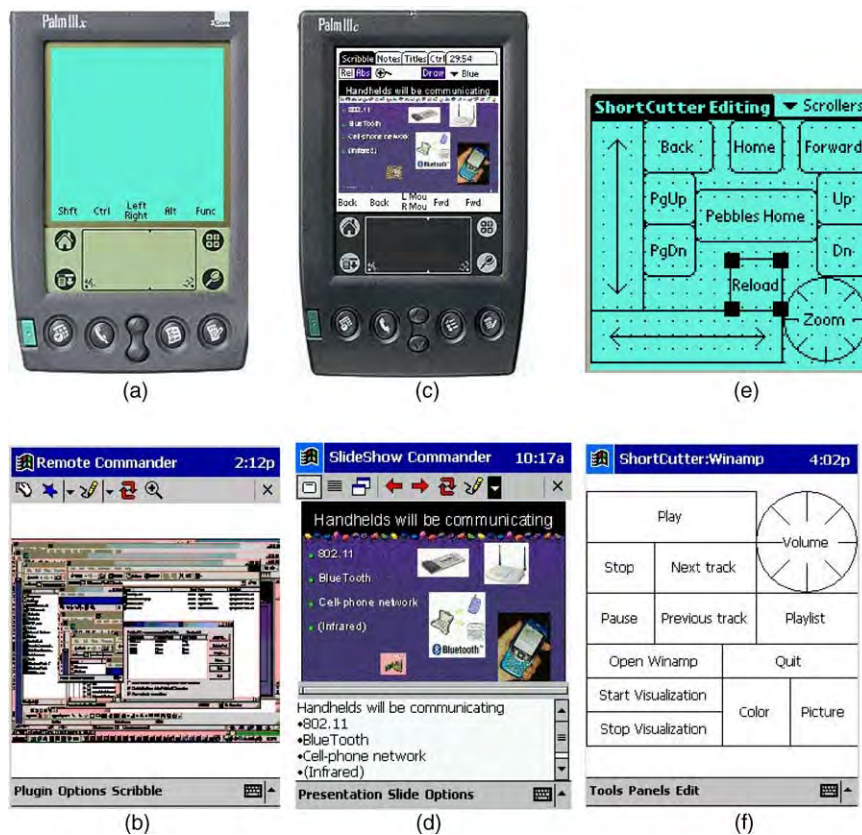 Palm IIIx
Shft Ctrl Left Right Alt Func
(a)
Palm IIIc
Scribble Notes Titles Ctrl 29:54
Rel Abs Draw Blue
Handhelds will be communicating
802.11
BlueTooth
Cell-phone network
(Infrared)
Bluetooth
Back Back L Mou R Mou Fwd Fwd
(c)
ShortCutter Editing Scrollers
Back Home Forward
PgUp Pebbles Home Up
PgDn Dn
Reload
Zoom
(e)
Remote Commander 2:12p
Plugin Options Scribble
(b)
SlideShow Commander 10:17a
Handhelds will be communicating
802.11
BlueTooth
Cell-phone network
(Infrared)
Bluetooth™
Handhelds will be communicating
•802.11
•BlueTooth
•Cell-phone network
•(Infrared)
Presentation Slide Options
(d)
ShortCutter:Winamp 4:02p
Play
Volume
Stop Next track
Pause Previous track Playlist
Open Winamp Quit
Start Visualization
Color Picture
Stop Visualization
Tools Panels Edit
(f)